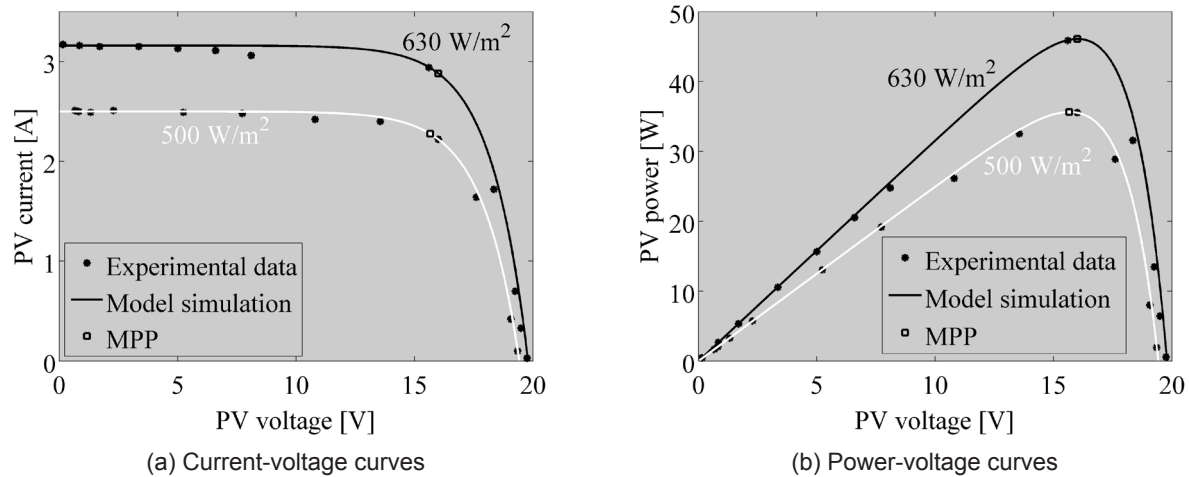 3
2
1
0
0
5
10
15
20
PV current [A]
PV voltage [V]
630 W/m²
500 W/m²
Experimental data
Model simulation
MPP
(a) Current-voltage curves
50
40
30
20
10
0
0
5
10
15
20
PV power [W]
PV voltage [V]
630 W/m²
500 W/m²
Experimental data
Model simulation
MPP
(b) Power-voltage curves